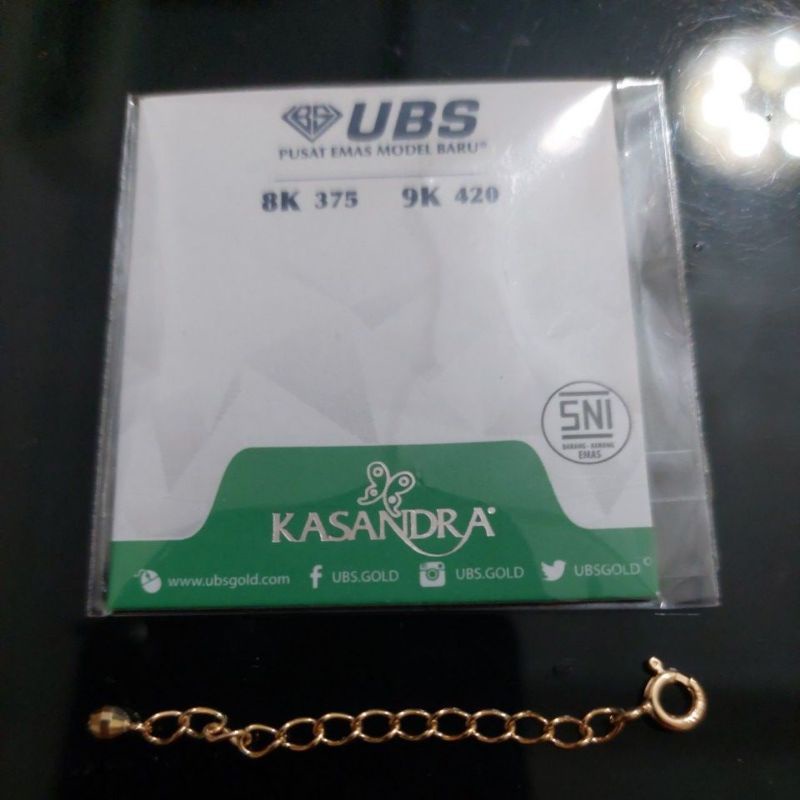 UBS
PUSAT EMAS MODEL BARU®
8K 375 9K 420
SNI
BARANG - BARANG
EMAS
KASANDRA
www.ubsgold.com UBS.GOLD UBS.GOLD UBSGOLD